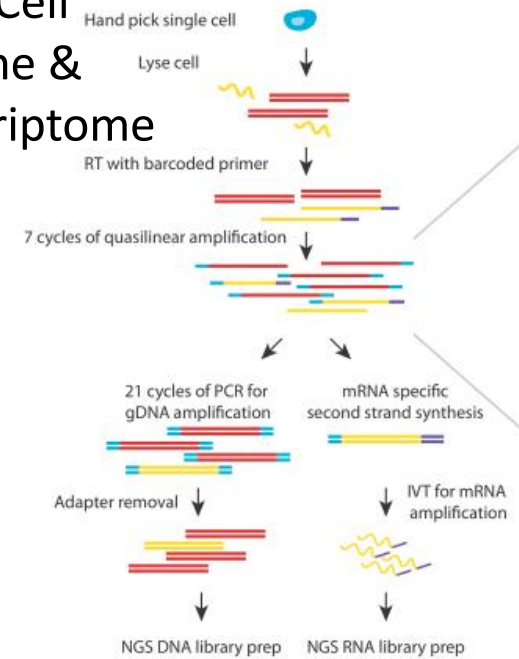 Cell
& 
riptome
Hand pick single cell
Lyse cell
RT with barcoded primer
7 cycles of quasilinear amplification
21 cycles of PCR for
gDNA amplification
mRNA specific
second strand synthesis
Adapter removal
IVT for mRNA
amplification
NGS DNA library prep
NGS RNA library prep